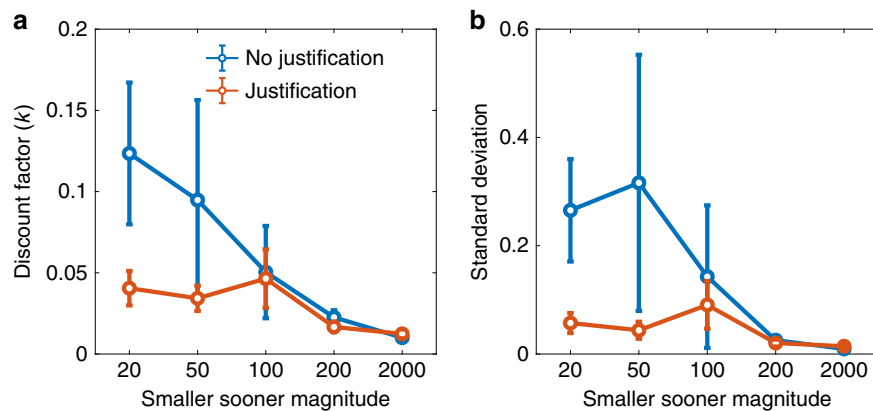 a
0.2
0.15
0.1
0.05
0
Discount factor (k)
No justification
Justification
20 50 100 200 2000
Smaller sooner magnitude
b
0.6
0.4
0.2
0
Standard deviation
20 50 100 200 2000
Smaller sooner magnitude